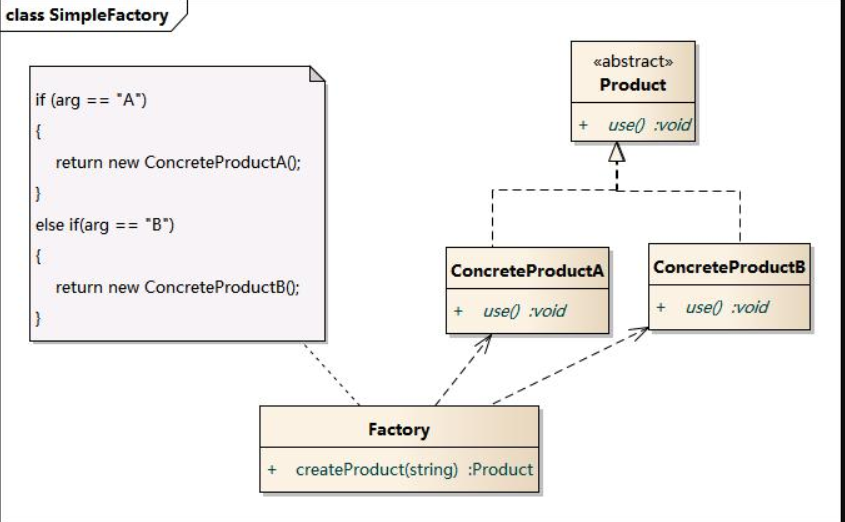 class SimpleFactory
if (arg == "A")
{
return new ConcreteProductA();
}
else if(arg == "B")
{
return new ConcreteProductB();
}
«abstract»
Product
+ use() :void
ConcreteProductA
+ use() :void
ConcreteProductB
+ use() :void
Factory
+ createProduct(string) :Product